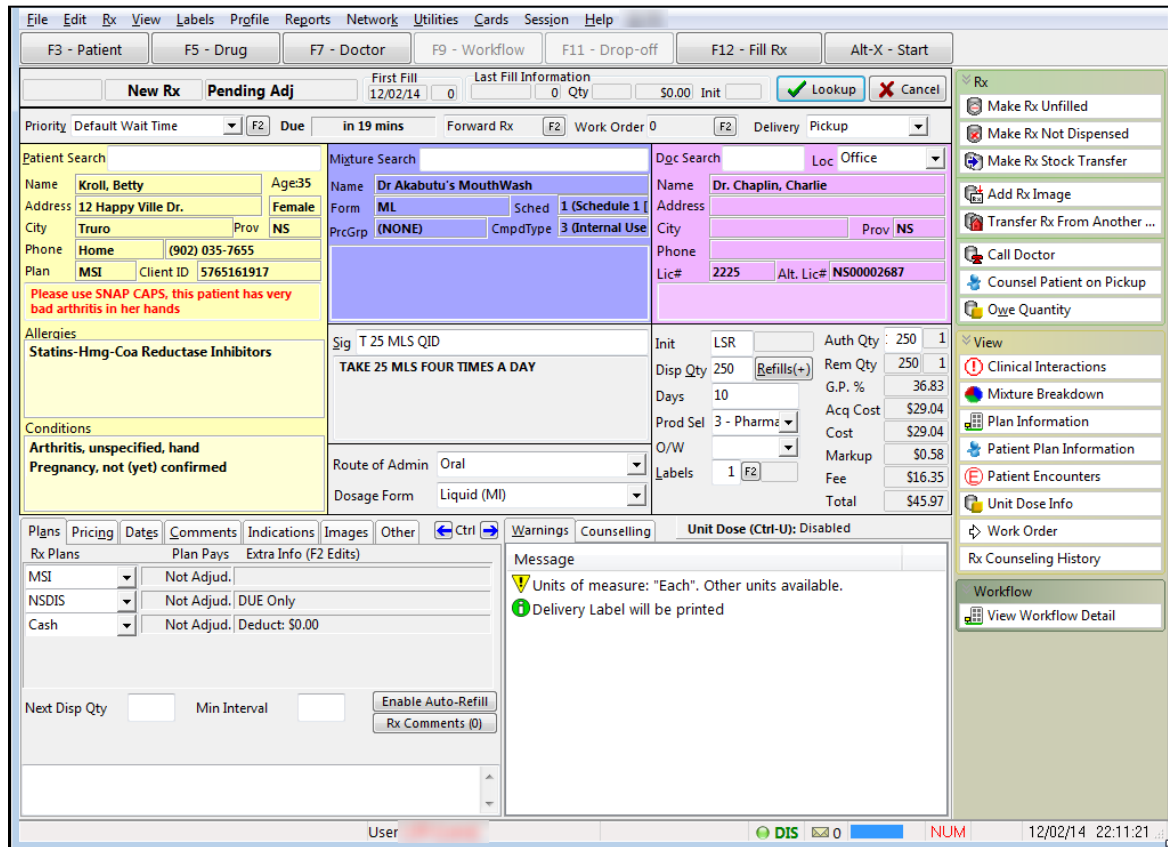 File Edit Rx View Labels Profile Reports Network Utilities Cards Session Help
F3 - Patient F5 - Drug F7 - Doctor F9 - Workflow F11 - Drop-off F12 - Fill Rx Alt-X - Start
New Rx Pending Adj First Fill 12/02/14 0 Last Fill Information 0 Qty $0.00 Init Lookup Cancel
Priority Default Wait Time F2 Due in 19 mins Forward Rx F2 Work Order 0 F2 Delivery Pickup
Patient Search
Name Kroll, Betty Age:35
Address 12 Happy Ville Dr. Female
City Truro Prov NS
Phone Home (902) 035-7655
Plan MSI Client ID 5765161917
Please use SNAP CAPS, this patient has very
bad arthritis in her hands
Allergies
Statins-Hmg-Coa Reductase Inhibitors
Conditions
Arthritis, unspecified, hand
Pregnancy, not (yet) confirmed
Mixture Search
Name Dr Akabutu's MouthWash
Form ML Sched 1 (Schedule 1 [
PrcGrp (NONE) CmpdType 3 (Internal Use
Sig T 25 MLS QID
TAKE 25 MLS FOUR TIMES A DAY
Route of Admin Oral
Dosage Form Liquid (Ml)
Doc Search Loc Office
Name Dr. Chaplin, Charlie
Address
City Prov NS
Phone
Lic# 2225 Alt. Lic# NS00002687
Init LSR
Disp Qty 250 Refills(+)
Days 10
Prod Sel 3 - Pharma
O/W
Labels 1 F2
Auth Qty 250 1
Rem Qty 250 1
G.P. % 36.83
Acq Cost $29.04
Cost $29.04
Markup $0.58
Fee $16.35
Total $45.97
Plans Pricing Dates Comments Indications Images Other Ctrl
Rx Plans Plan Pays Extra Info (F2 Edits)
MSI Not Adjud.
NSDIS Not Adjud. DUE Only
Cash Not Adjud. Deduct: $0.00
Next Disp Qty Min Interval Enable Auto-Refill
Rx Comments (0)
Warnings Counselling Unit Dose (Ctrl-U): Disabled
Message
Units of measure: "Each". Other units available.
Delivery Label will be printed
Rx
Make Rx Unfilled
Make Rx Not Dispensed
Make Rx Stock Transfer
Add Rx Image
Transfer Rx From Another ...
Call Doctor
Counsel Patient on Pickup
Owe Quantity
View
Clinical Interactions
Mixture Breakdown
Plan Information
Patient Plan Information
Patient Encounters
Unit Dose Info
Work Order
Rx Counseling History
Workflow
View Workflow Detail
User DIS 0 NUM 12/02/14 22:11:21